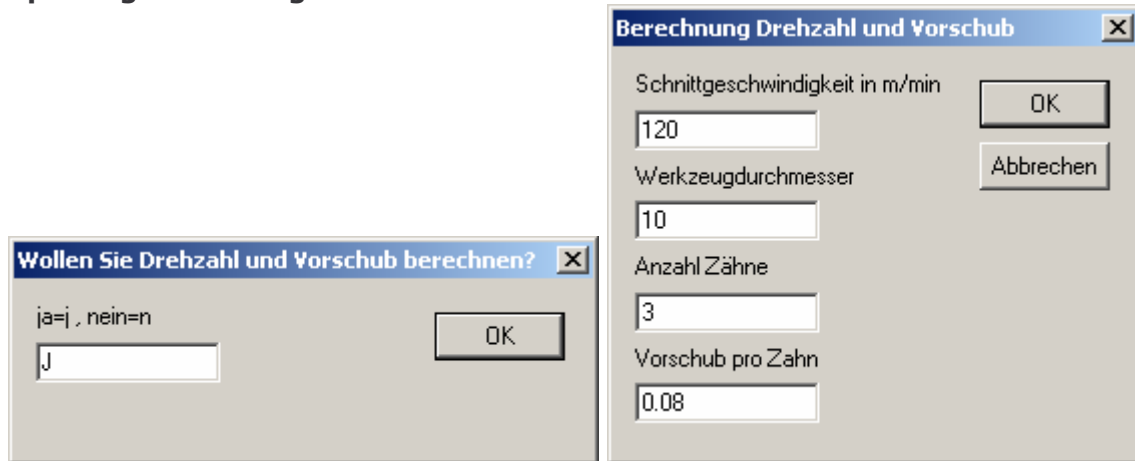 Wollen Sie Drehzahl und Vorschub berechnen?
ja=j , nein=n
J
OK
Berechnung Drehzahl und Vorschub
Schnittgeschwindigkeit in m/min
120
OK
Werkzeugdurchmesser
Abbrechen
10
Anzahl Zähne
3
Vorschub pro Zahn
0.08